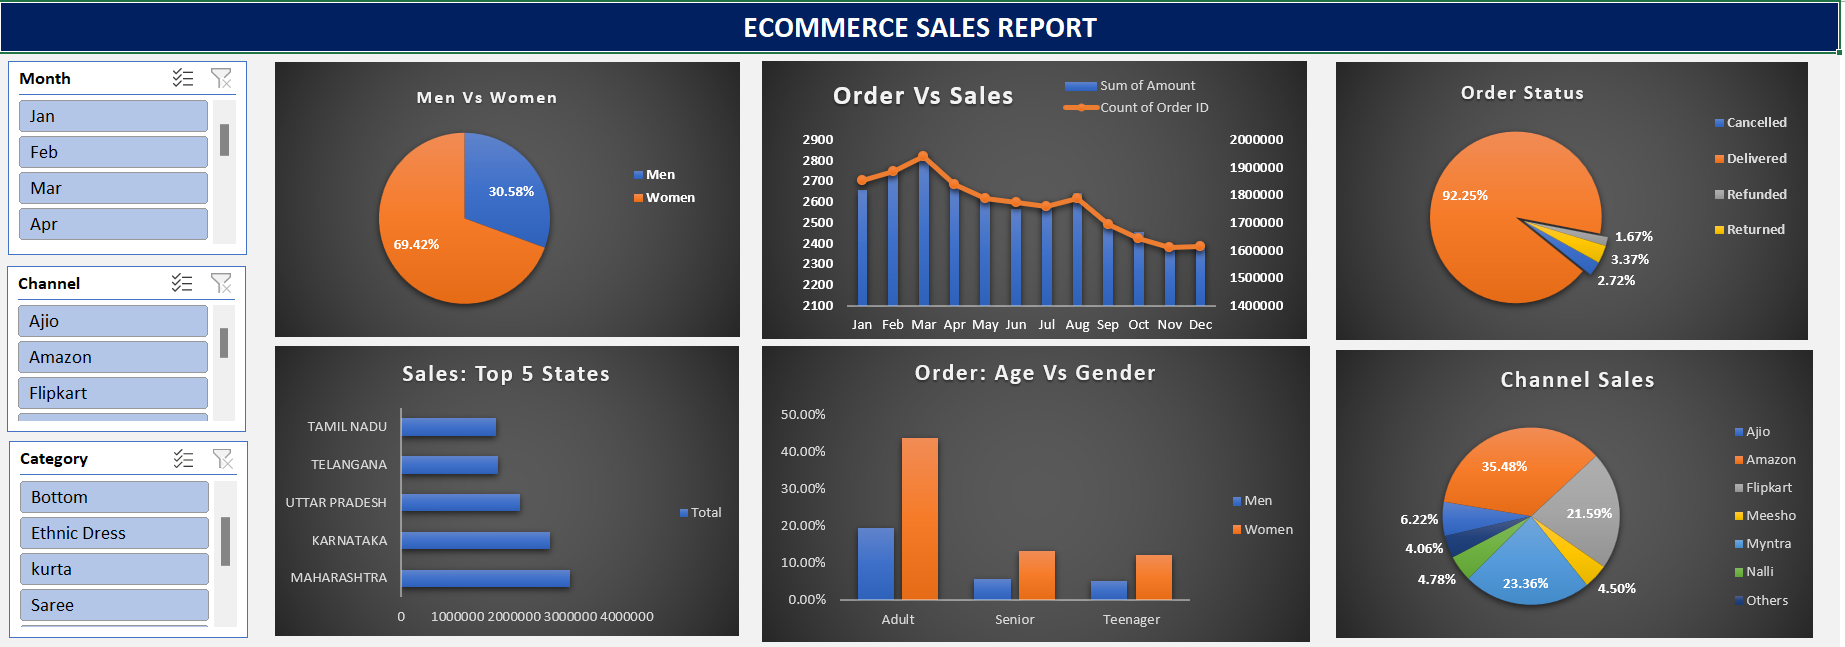 ECOMMERCE SALES REPORT
Month
Jan
Feb
Mar
Apr
Channel
Ajio
Amazon
Flipkart
Category
Bottom
Ethnic Dress
kurta
Saree
Men Vs Women
30.58%
69.42%
Men
Women
Order Vs Sales
Sum of Amount
Count of Order ID
2900
2800
2700
2600
2500
2400
2300
2200
2100
2000000
1900000
1800000
1700000
1600000
1500000
1400000
Jan Feb Mar Apr May Jun Jul Aug Sep Oct Nov Dec
Order Status
92.25%
1.67%
3.37%
2.72%
Cancelled
Delivered
Refunded
Returned
Sales: Top 5 States
TAMIL NADU
TELANGANA
UTTAR PRADESH
KARNATAKA
MAHARASHTRA
0 1000000 2000000 3000000 4000000
Total
Order: Age Vs Gender
50.00%
40.00%
30.00%
20.00%
10.00%
0.00%
Adult Senior Teenager
Men
Women
Channel Sales
35.48%
21.59%
6.22%
4.06%
4.78%
23.36%
4.50%
Ajio
Amazon
Flipkart
Meesho
Myntra
Nalli
Others